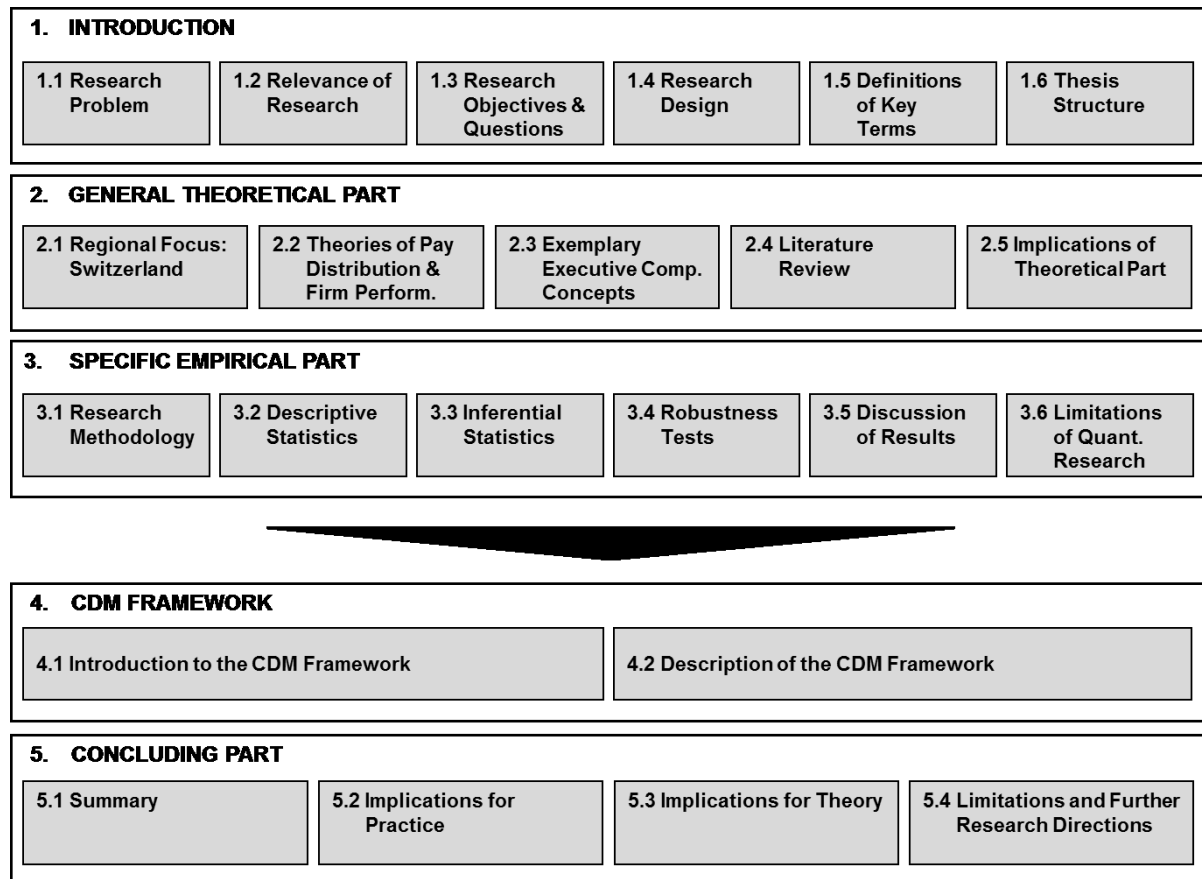 1. INTRODUCTION
1.1 Research
Problem
1.2 Relevance of
Research
1.3 Research
Objectives &
Questions
1.4 Research
Design
1.5 Definitions
of Key
Terms
1.6 Thesis
Structure
2. GENERAL THEORETICAL PART
2.1 Regional Focus:
Switzerland
2.2 Theories of Pay
Distribution &
Firm Perform.
2.3 Exemplary
Executive Comp.
Concepts
2.4 Literature
Review
2.5 Implications of
Theoretical Part
3. SPECIFIC EMPIRICAL PART
3.1 Research
Methodology
3.2 Descriptive
Statistics
3.3 Inferential
Statistics
3.4 Robustness
Tests
3.5 Discussion
of Results
3.6 Limitations
of Quant.
Research
4. CDM FRAMEWORK
4.1 Introduction to the CDM Framework
4.2 Description of the CDM Framework
5. CONCLUDING PART
5.1 Summary
5.2 Implications for
Practice
5.3 Implications for Theory
5.4 Limitations and Further
Research Directions